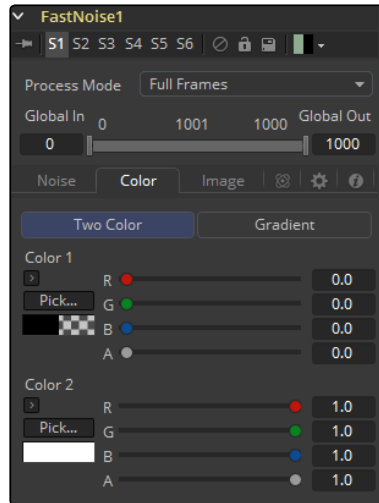 FastNoise1
S1 S2 S3 S4 S5 S6
Process Mode Full Frames
Global In 0 1001 1000 Global Out
0 1000
Noise Color Image
Two Color Gradient
Color 1
R 0.0
Pick... G 0.0
B 0.0
A 0.0
Color 2
R 1.0
Pick... G 1.0
B 1.0
A 1.0